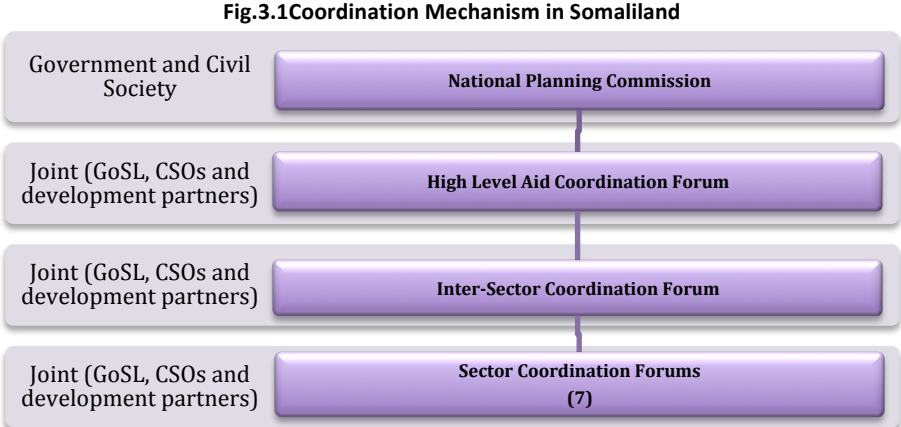 Fig.3.1Coordination Mechanism in Somaliland
Government and Civil
Society
National Planning Commission
Joint (GoSL, CSOs and
development partners)
High Level Aid Coordination Forum
Joint (GoSL, CSOs and
development partners)
Inter-Sector Coordination Forum
Joint (GoSL, CSOs and
development partners)
Sector Coordination Forums
(7)